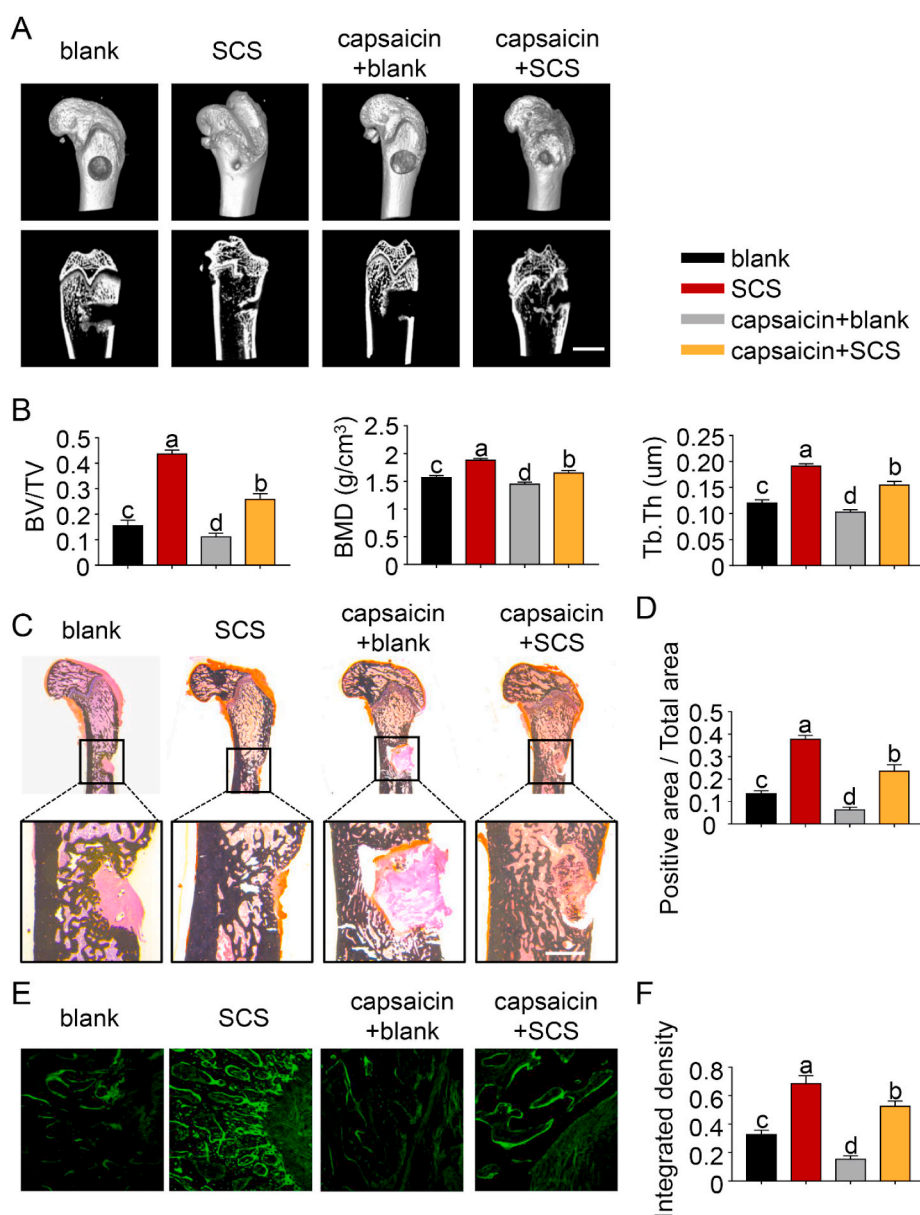 A
blank
SCS
capsaicin
+blank
capsaicin
+SCS
blank
SCS
capsaicin+blank
capsaicin+SCS
B
BV/TV
0.5
0.4
0.3
0.2
0.1
0
c
a
d
b
BMD (g/cm³)
2.5
2
1.5
1
0.5
0
c
a
d
b
Tb.Th (um)
0.25
0.20
0.15
0.10
0.05
0
c
a
d
b
C
blank
SCS
capsaicin
+blank
capsaicin
+SCS
D
Positive area / Total area
0.5
0.4
0.3
0.2
0.1
0
c
a
d
b
E
blank
SCS
capsaicin
+blank
capsaicin
+SCS
F
Integrated density
0.8
0.6
0.4
0.2
0
c
a
d
b